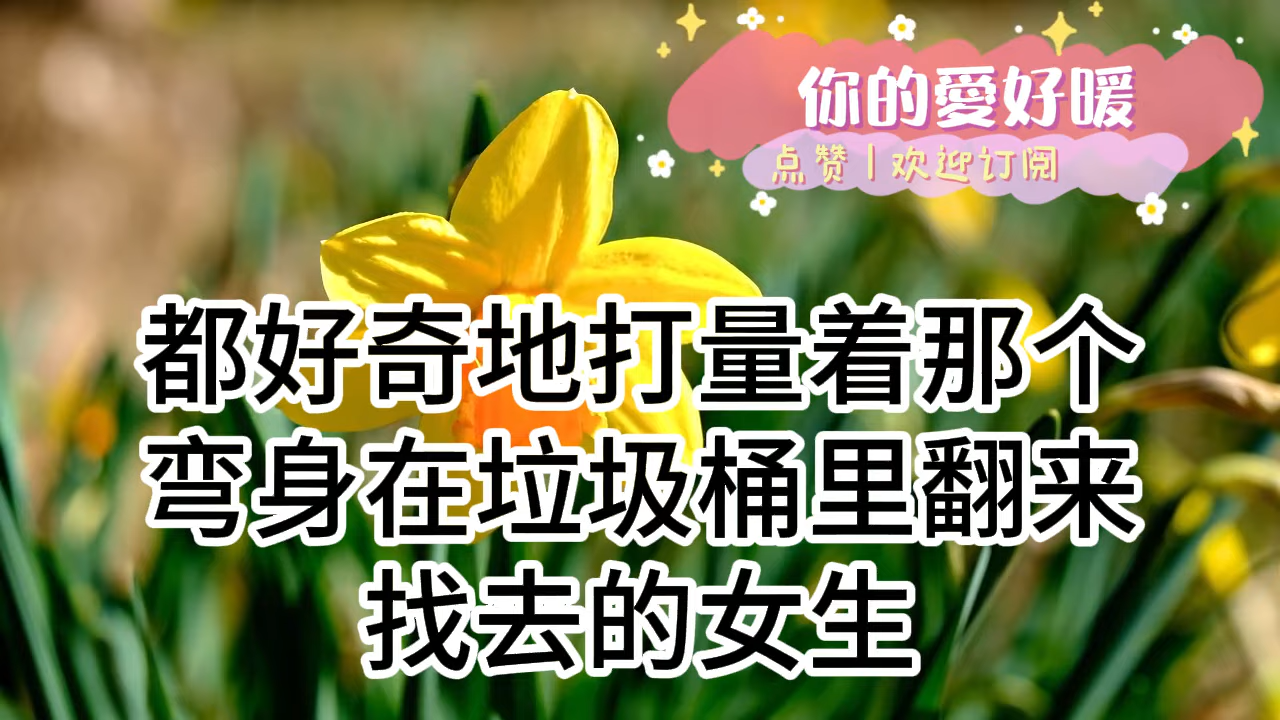 你的愛好暖
点赞 | 欢迎订阅
都好奇地打量着那个
弯身在垃圾桶里翻来
找去的女生